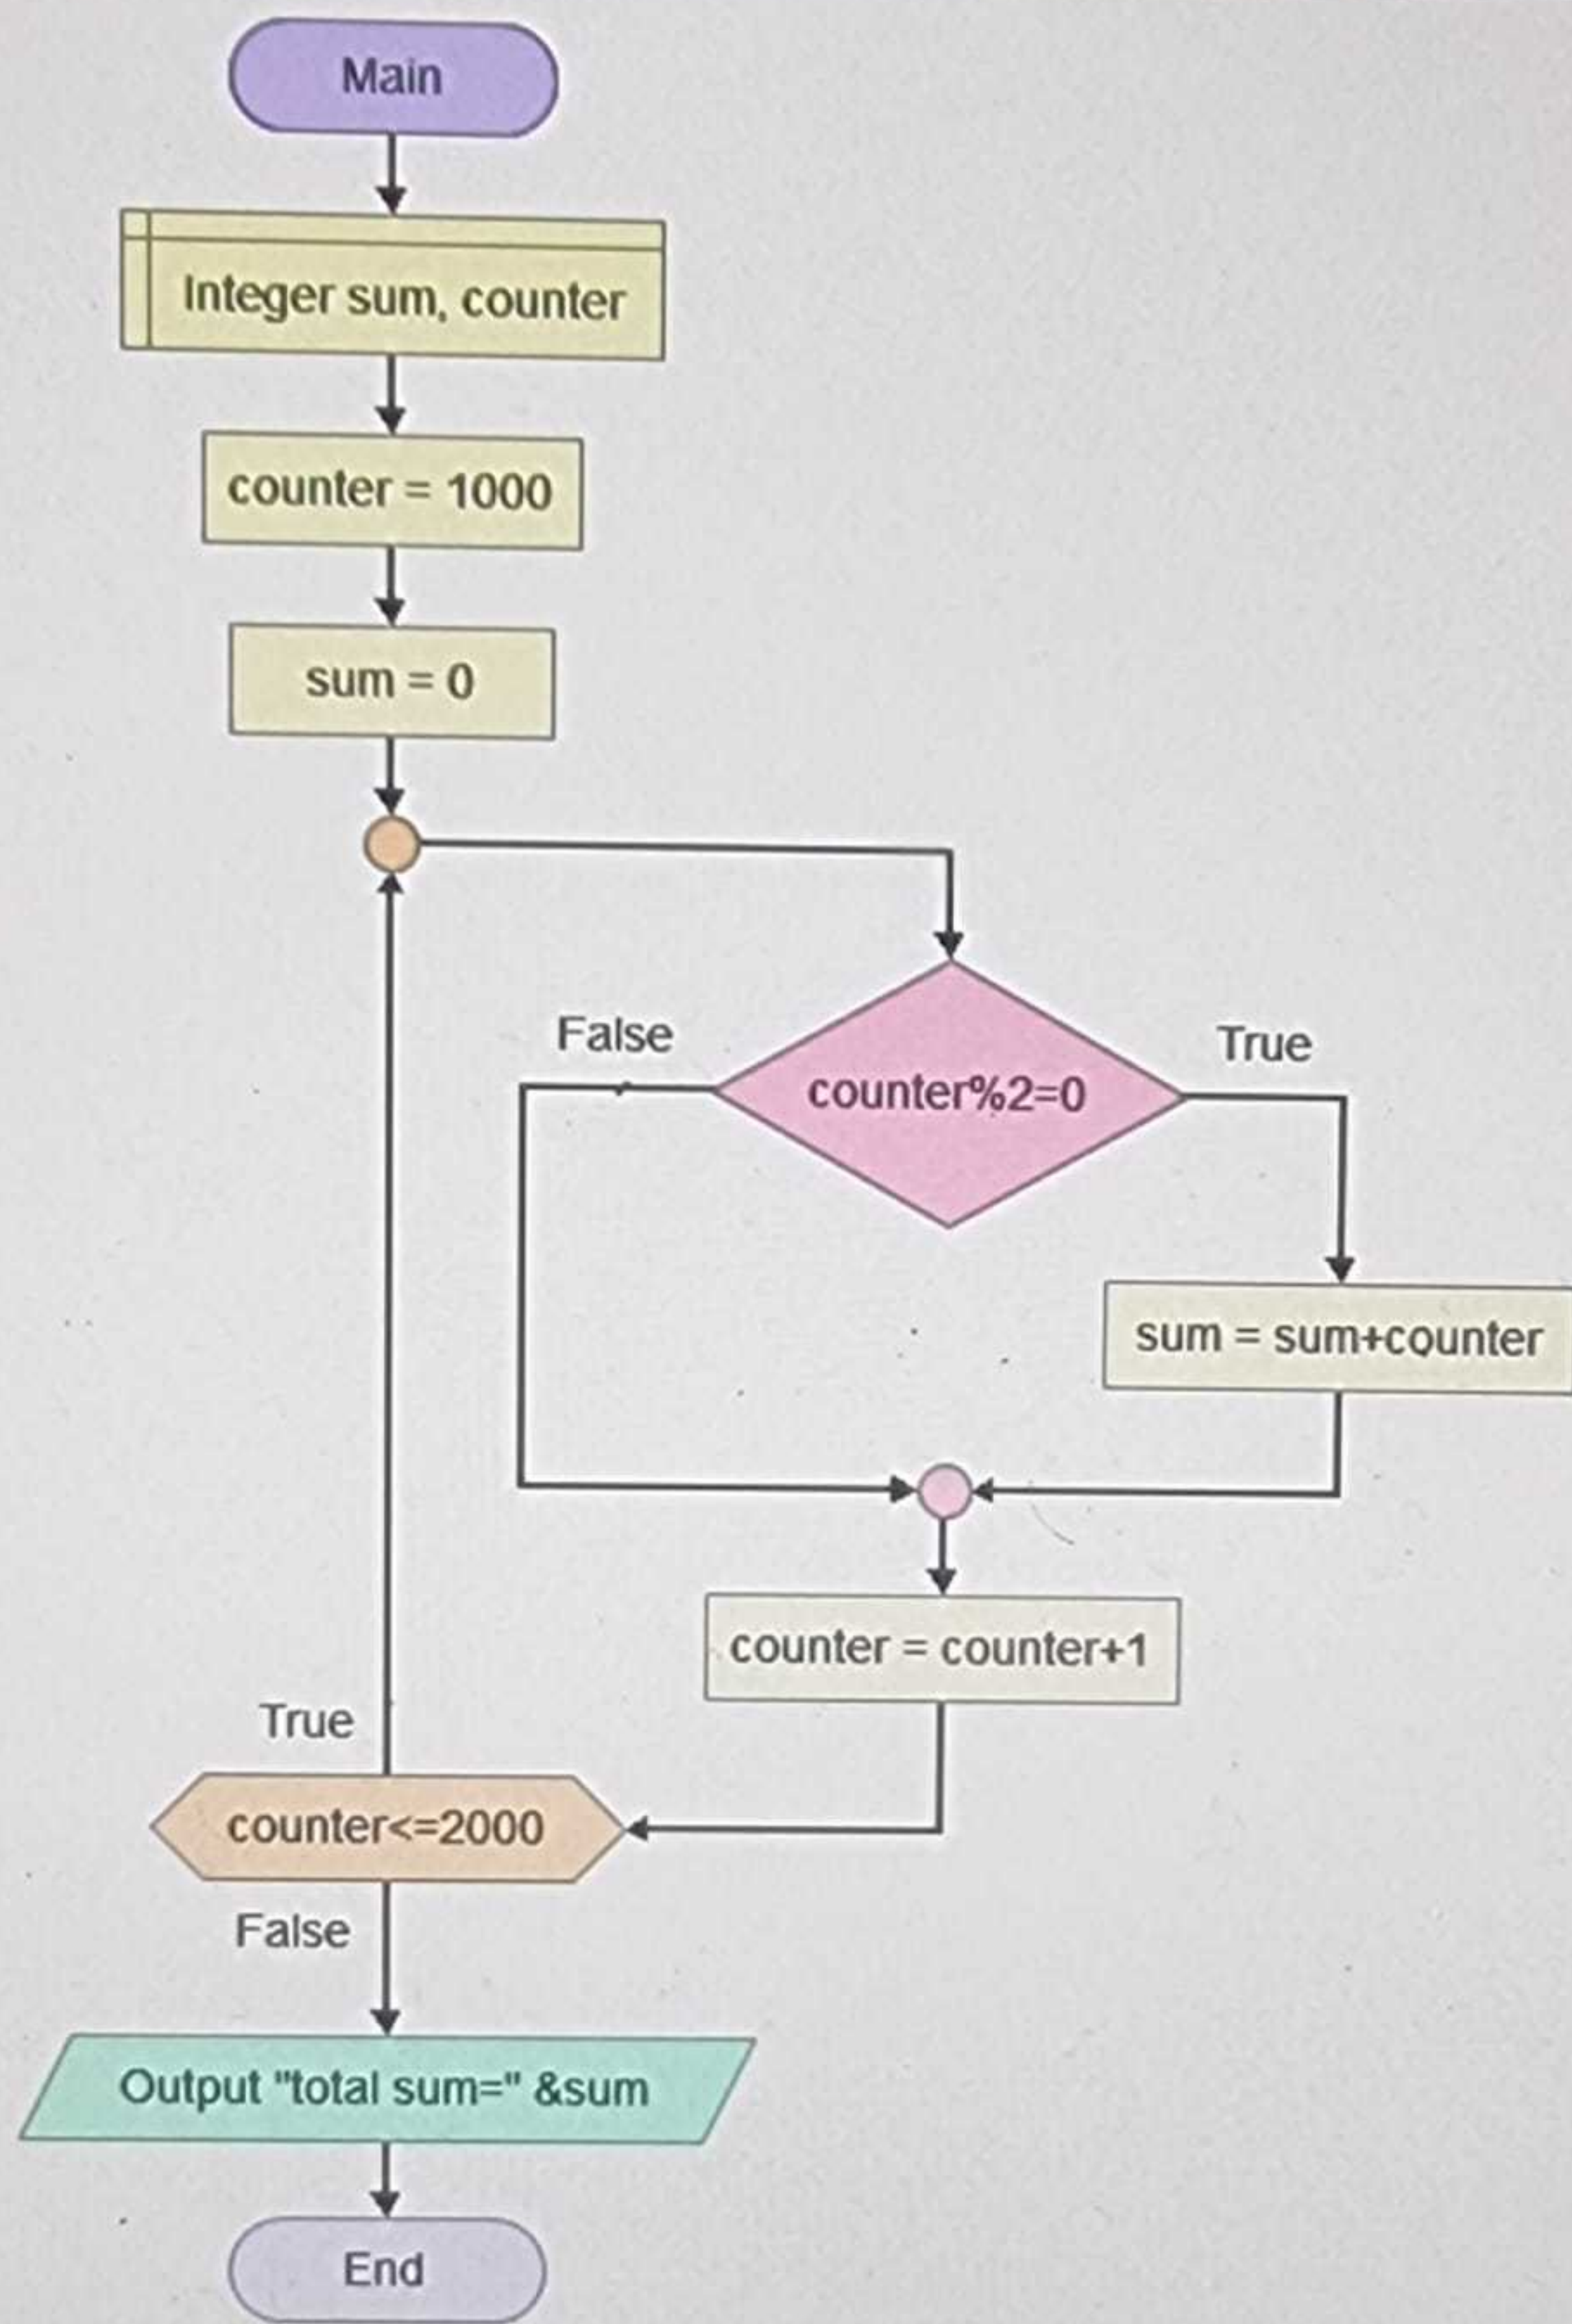 Main
Integer sum, counter
counter = 1000
sum = 0
False
True
counter%2=0
sum = sum+counter
counter = counter+1
True
counter<=2000
False
Output "total sum=" &sum
End